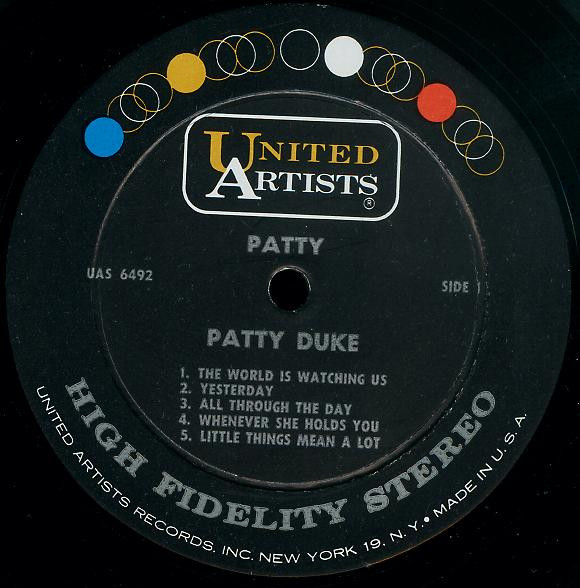 UNITED
ARTISTS
®
PATTY
UAS 6492
SIDE 1
PATTY DUKE
1. THE WORLD IS WATCHING US
2. YESTERDAY
3. ALL THROUGH THE DAY
4. WHENEVER SHE HOLDS YOU
5. LITTLE THINGS MEAN A LOT
HIGH FIDELITY STEREO
UNITED ARTISTS RECORDS, INC. NEW YORK 19, N.Y. • MADE IN U.S.A.